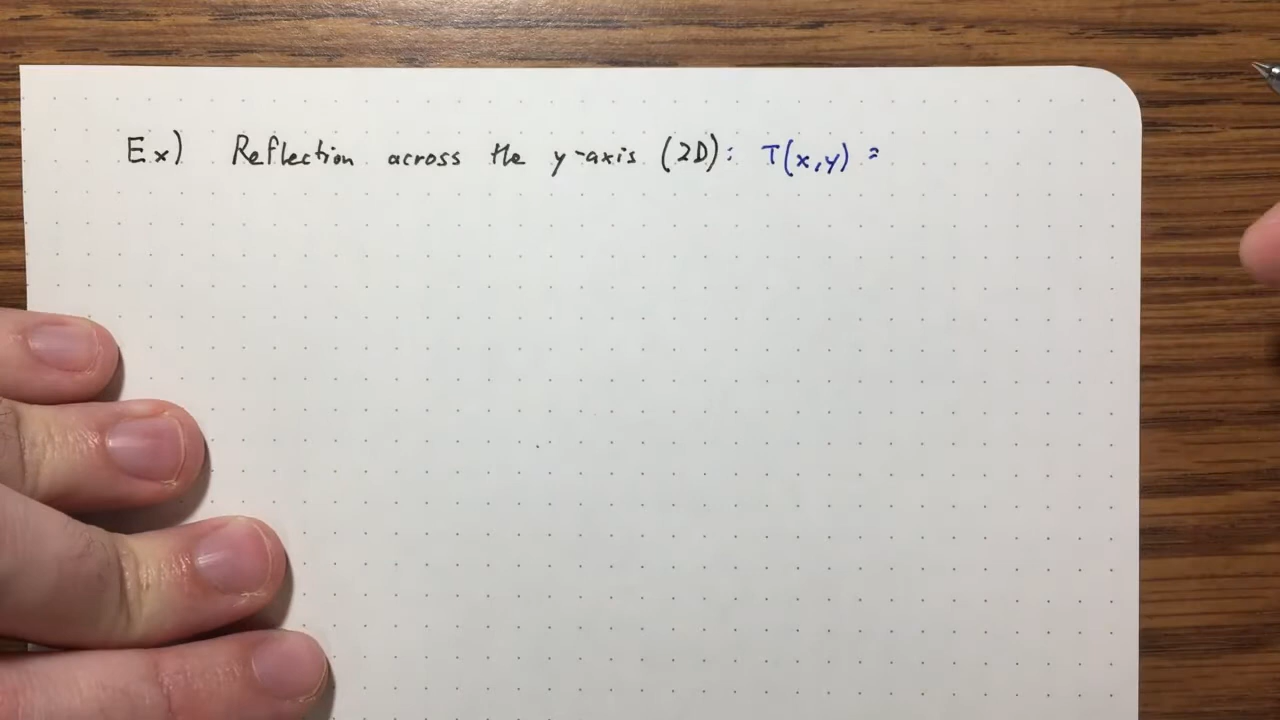 Ex) Reflection across the y-axis (2D): T(x,y) =